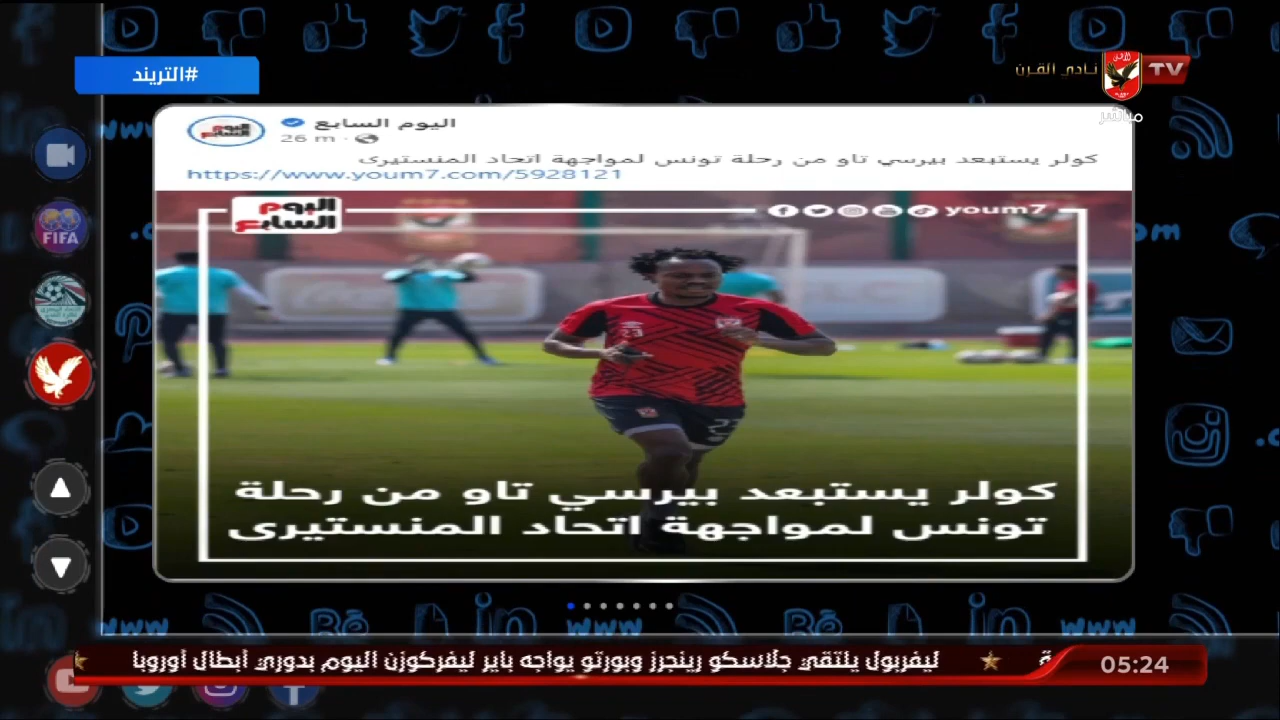 #التريند
نادي القرن
TV
مباشر
اليوم السابع
26 m
كولر يستبعد بيرسي تاو من رحلة تونس لمواجهة اتحاد المنستيرى
https://www.youm7.com/5928121
اليوم السابع
youm7
FIFA
23
كولر يستبعد بيرسي تاو من رحلة
تونس لمواجهة اتحاد المنستيرى
ليفربول يلتقي جلاسكو رينجرز وبورتو يواجه باير ليفركوزن اليوم بدوري أبطال أوروبا
05:24